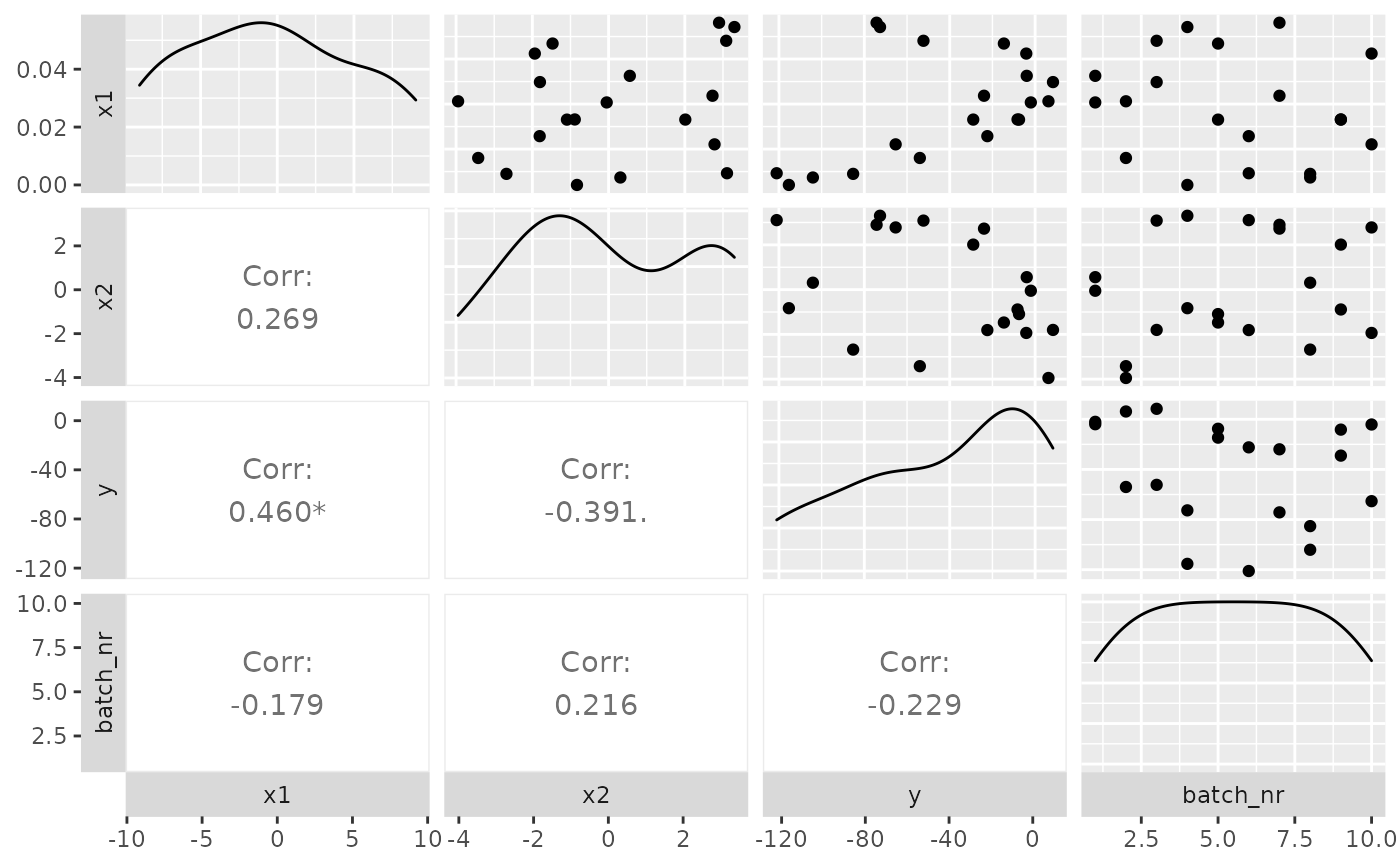 0.04
0.02
0.00
x1
2
0
-2
-4
x2
Corr:
0.269
0
-40
-80
-120
y
Corr:
0.460*
Corr:
-0.391.
10.0
7.5
5.0
2.5
batch_nr
Corr:
-0.179
Corr:
0.216
Corr:
-0.229
x1 x2 y batch_nr
-10 -5 0 5 10 -4 -2 0 2 -120 -80 -40 0 2.5 5.0 7.5 10.0